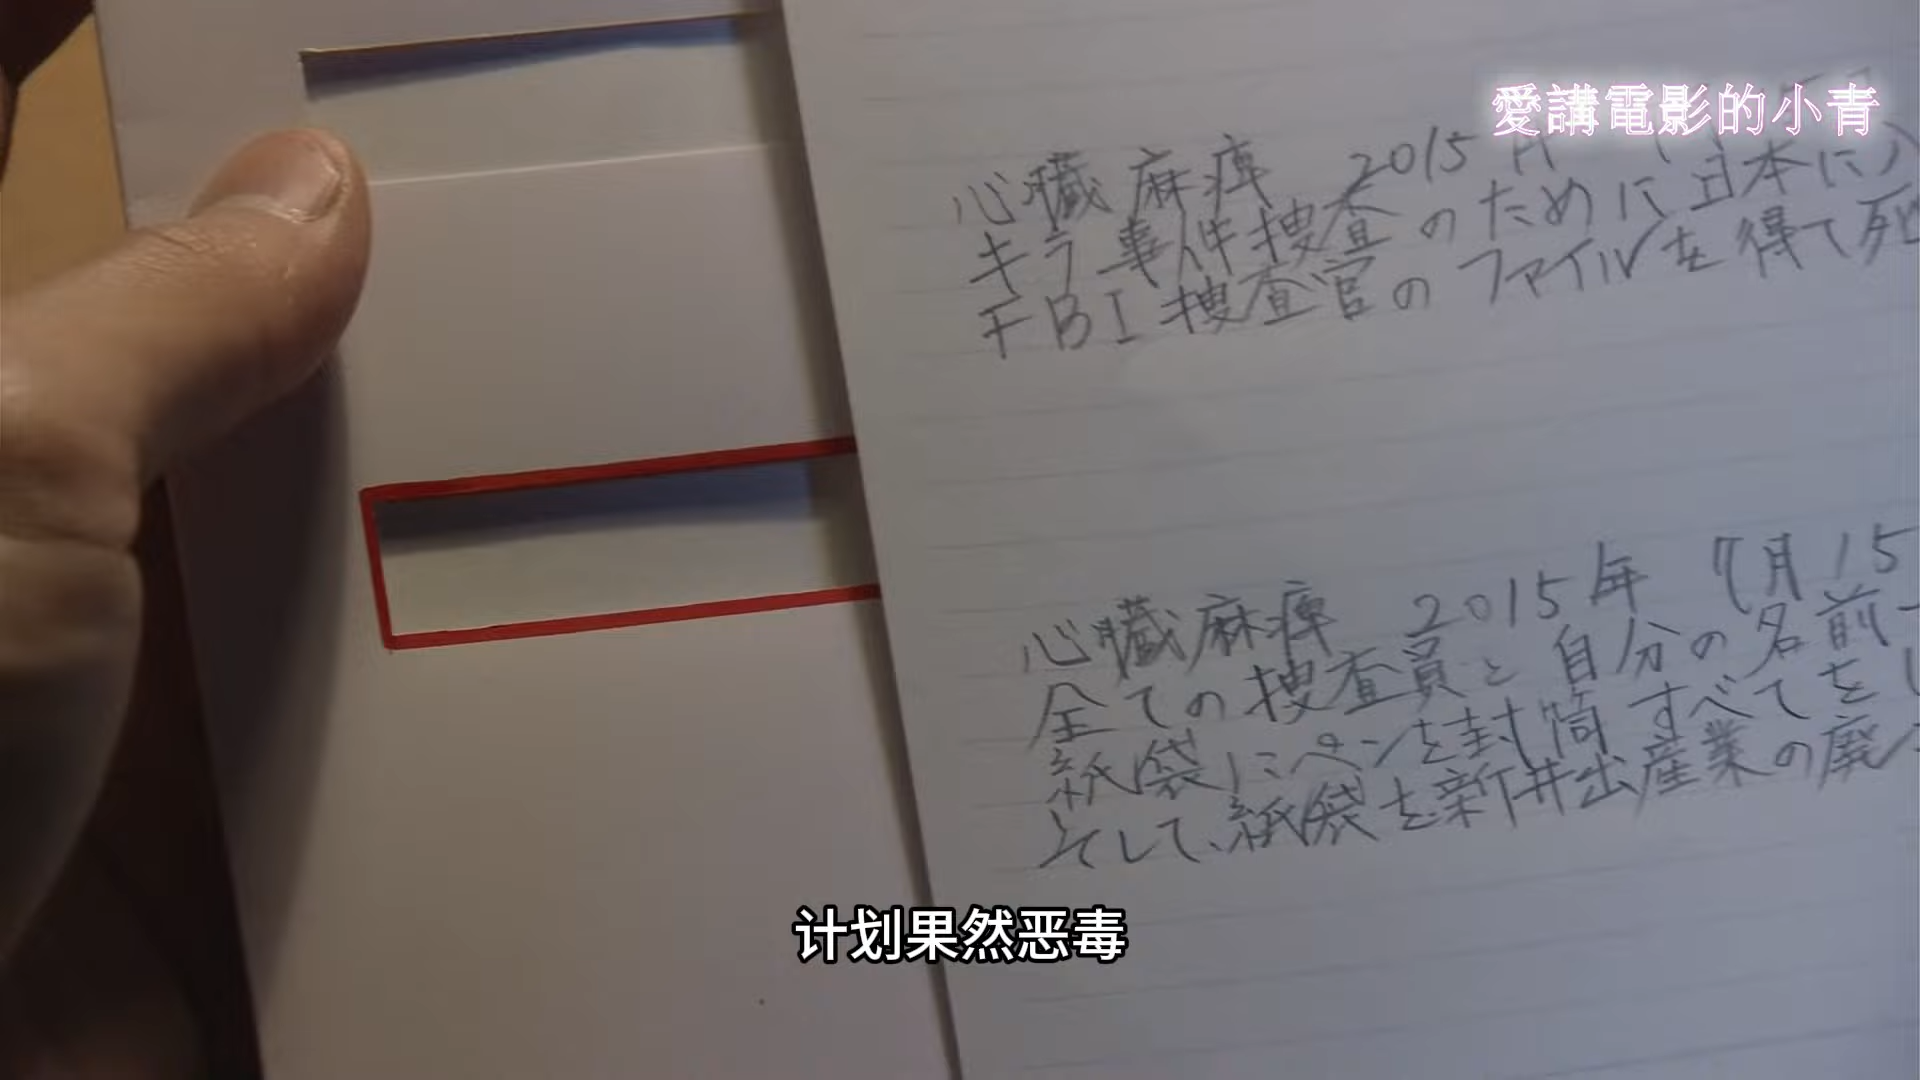 愛講電影的小青
心臓麻痺 2015
キラ事件捜査のために日本に
FBI捜査官のファイルを得て死
心臓麻痺 2015年 7月15
全ての捜査員と自分の名前
紙袋にペンを封筒すべてをし
そして、紙袋を新井出産業の廃
计划果然恶毒